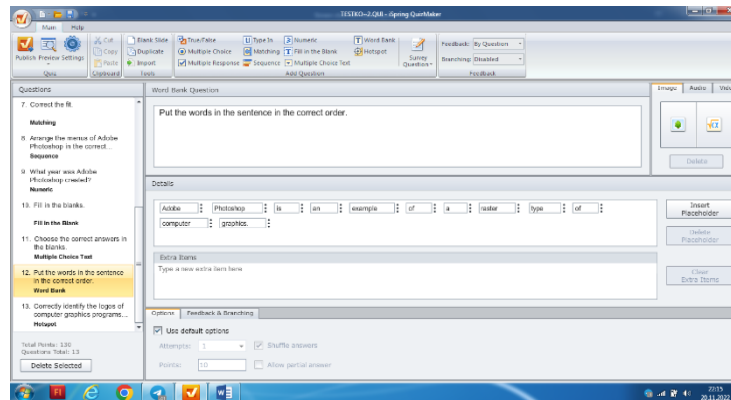 TESTKO~2.QUI - iSpring QuizMaker
Main Help
Cut
Copy
Paste
Blank Slide
Duplicate
Import
True/False
Multiple Choice
Multiple Response
Type In
Matching
Sequence
Numeric
Fill in the Blank
Multiple Choice Text
Word Bank
Hotspot
Survey
Question
Feedback: By Question
Branching: Disabled
Publish Preview Settings
Quiz Clipboard Tools Add Question Feedback
Questions
7. Correct the fit.
Matching
8. Arrange the menus of Adobe
Photoshop in the correct...
Sequence
9. What year was Adobe
Photoshop created?
Numeric
10. Fill in the blanks.
Fill in the Blank
11. Choose the correct answers in
the blanks.
Multiple Choice Text
12. Put the words in the sentence
in the correct order.
Word Bank
13. Correctly identify the logos of
computer graphics programs...
Hotspot
Total Points: 130
Questions Total: 13
Delete Selected
Word Bank Question
Put the words in the sentence in the correct order.
Image Audio Vide
Delete
Details
Adobe Photoshop is an example of a raster type of
computer graphics.
Insert
Placeholder
Delete
Placeholder
Extra Items
Type a new extra item here
Clear
Extra Items
Options Feedback & Branching
Use default options
Attempts: 1
Shuffle answers
Points: 10
Allow partial answer
22:15
20.11.2022